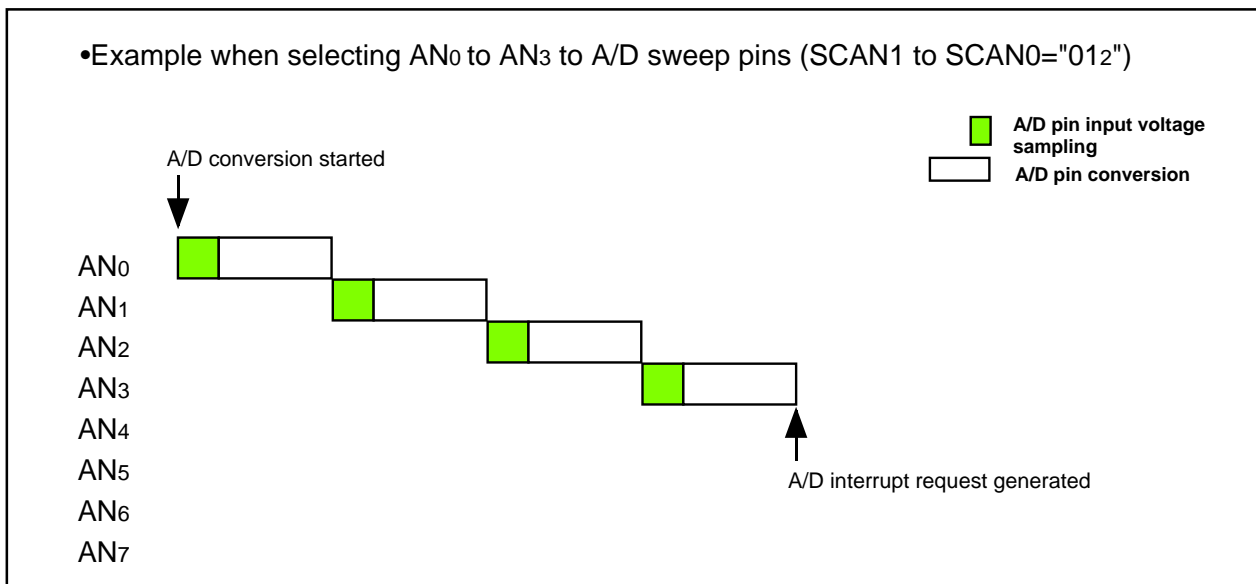 •Example when selecting AN0 to AN3 to A/D sweep pins (SCAN1 to SCAN0="012")
A/D pin input voltage
sampling
A/D pin conversion
A/D conversion started
AN0
AN1
AN2
AN3
AN4
AN5
AN6
AN7
A/D interrupt request generated